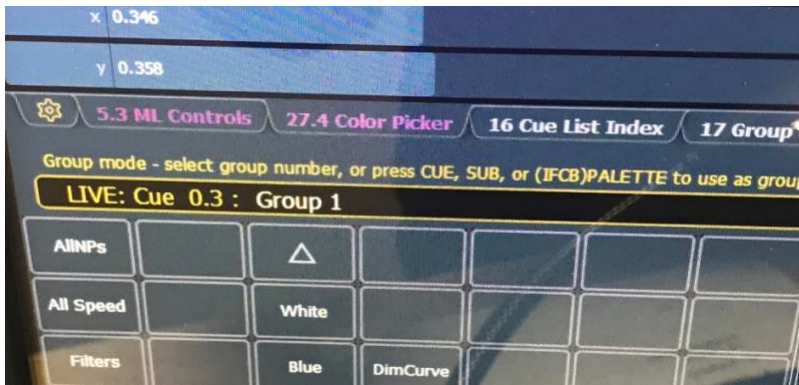 x 0.346
y 0.358
5.3 ML Controls 27.4 Color Picker 16 Cue List Index 17 Group
Group mode - select group number, or press CUE, SUB, or (IFCB)PALETTE to use as grou
LIVE: Cue 0.3 : Group 1
AllNPs △
All Speed White
Filters Blue DimCurve